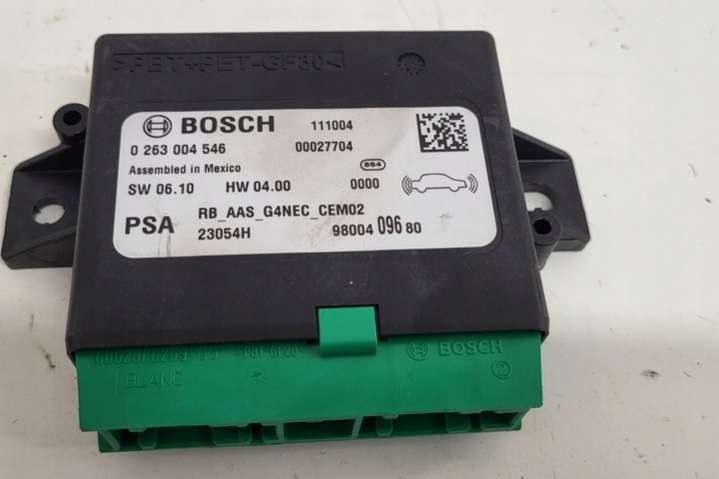 >PET+PET-GF30<
BOSCH 111004
0 263 004 546 00027704
Assembled in Mexico 864
SW 06.10 HW 04.00 0000
PSA RB_AAS_G4NEC_CEM02
23054H 98004 096 80
BOSCH
BLANC